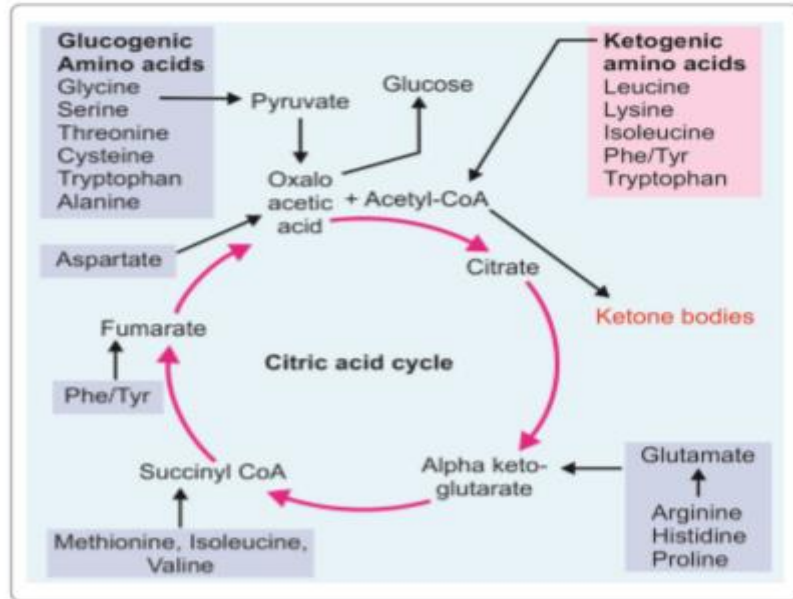 Glucogenic
Amino acids
Glycine
Serine
Threonine
Cysteine
Tryptophan
Alanine
Pyruvate
Glucose
Ketogenic
amino acids
Leucine
Lysine
Isoleucine
Phe/Tyr
Tryptophan
Oxalo
acetic
acid
+ Acetyl-CoA
Aspartate
Citrate
Fumarate
Ketone bodies
Citric acid cycle
Phe/Tyr
Succinyl CoA
Alpha keto-
glutarate
Glutamate
Arginine
Histidine
Proline
Methionine, Isoleucine,
Valine